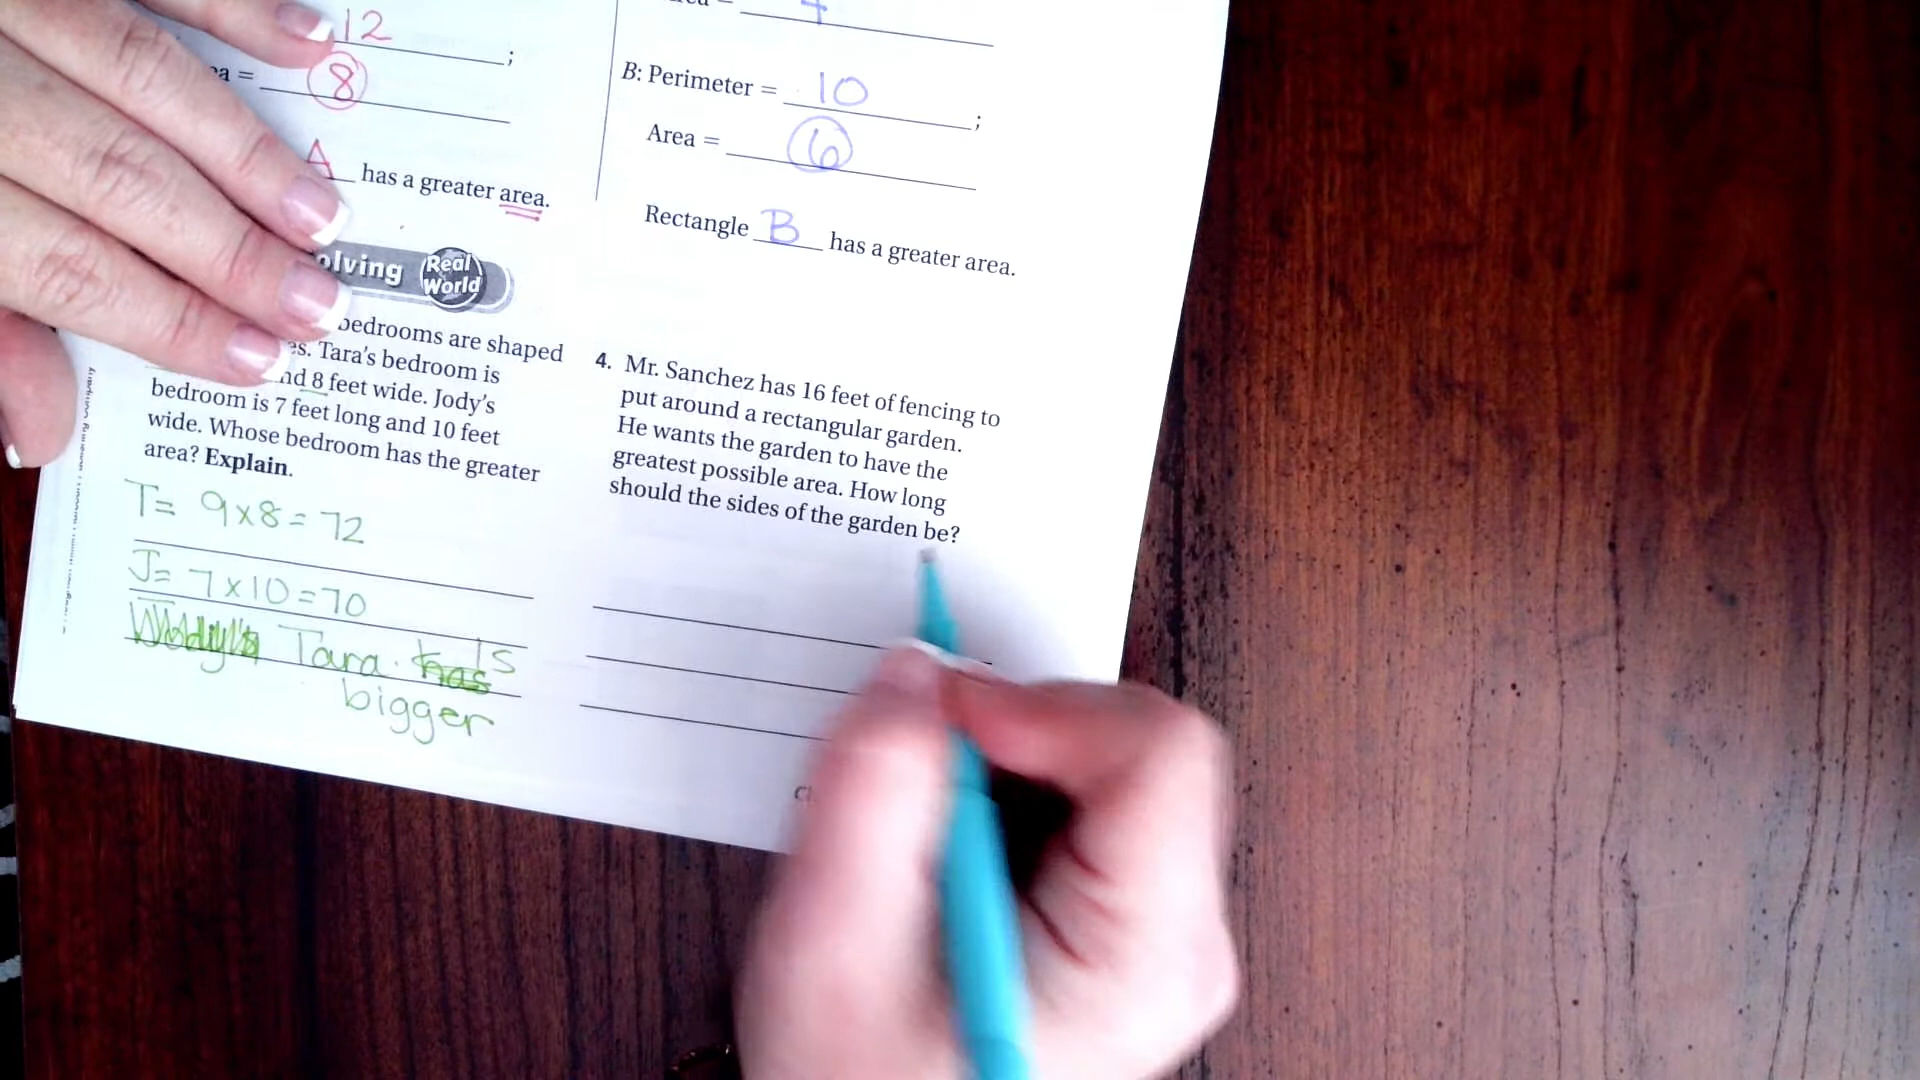 12 ;
a = 8
A has a greater area.
olving Real World
bedrooms are shaped
es. Tara's bedroom is
nd 8 feet wide. Jody's
bedroom is 7 feet long and 10 feet
wide. Whose bedroom has the greater
area? Explain.
T= 9x8=72
J= 7x10=70
Tara. has is
bigger
= 4
B: Perimeter = 10 ;
Area = 6
Rectangle B has a greater area.
4. Mr. Sanchez has 16 feet of fencing to
put around a rectangular garden.
He wants the garden to have the
greatest possible area. How long
should the sides of the garden be?